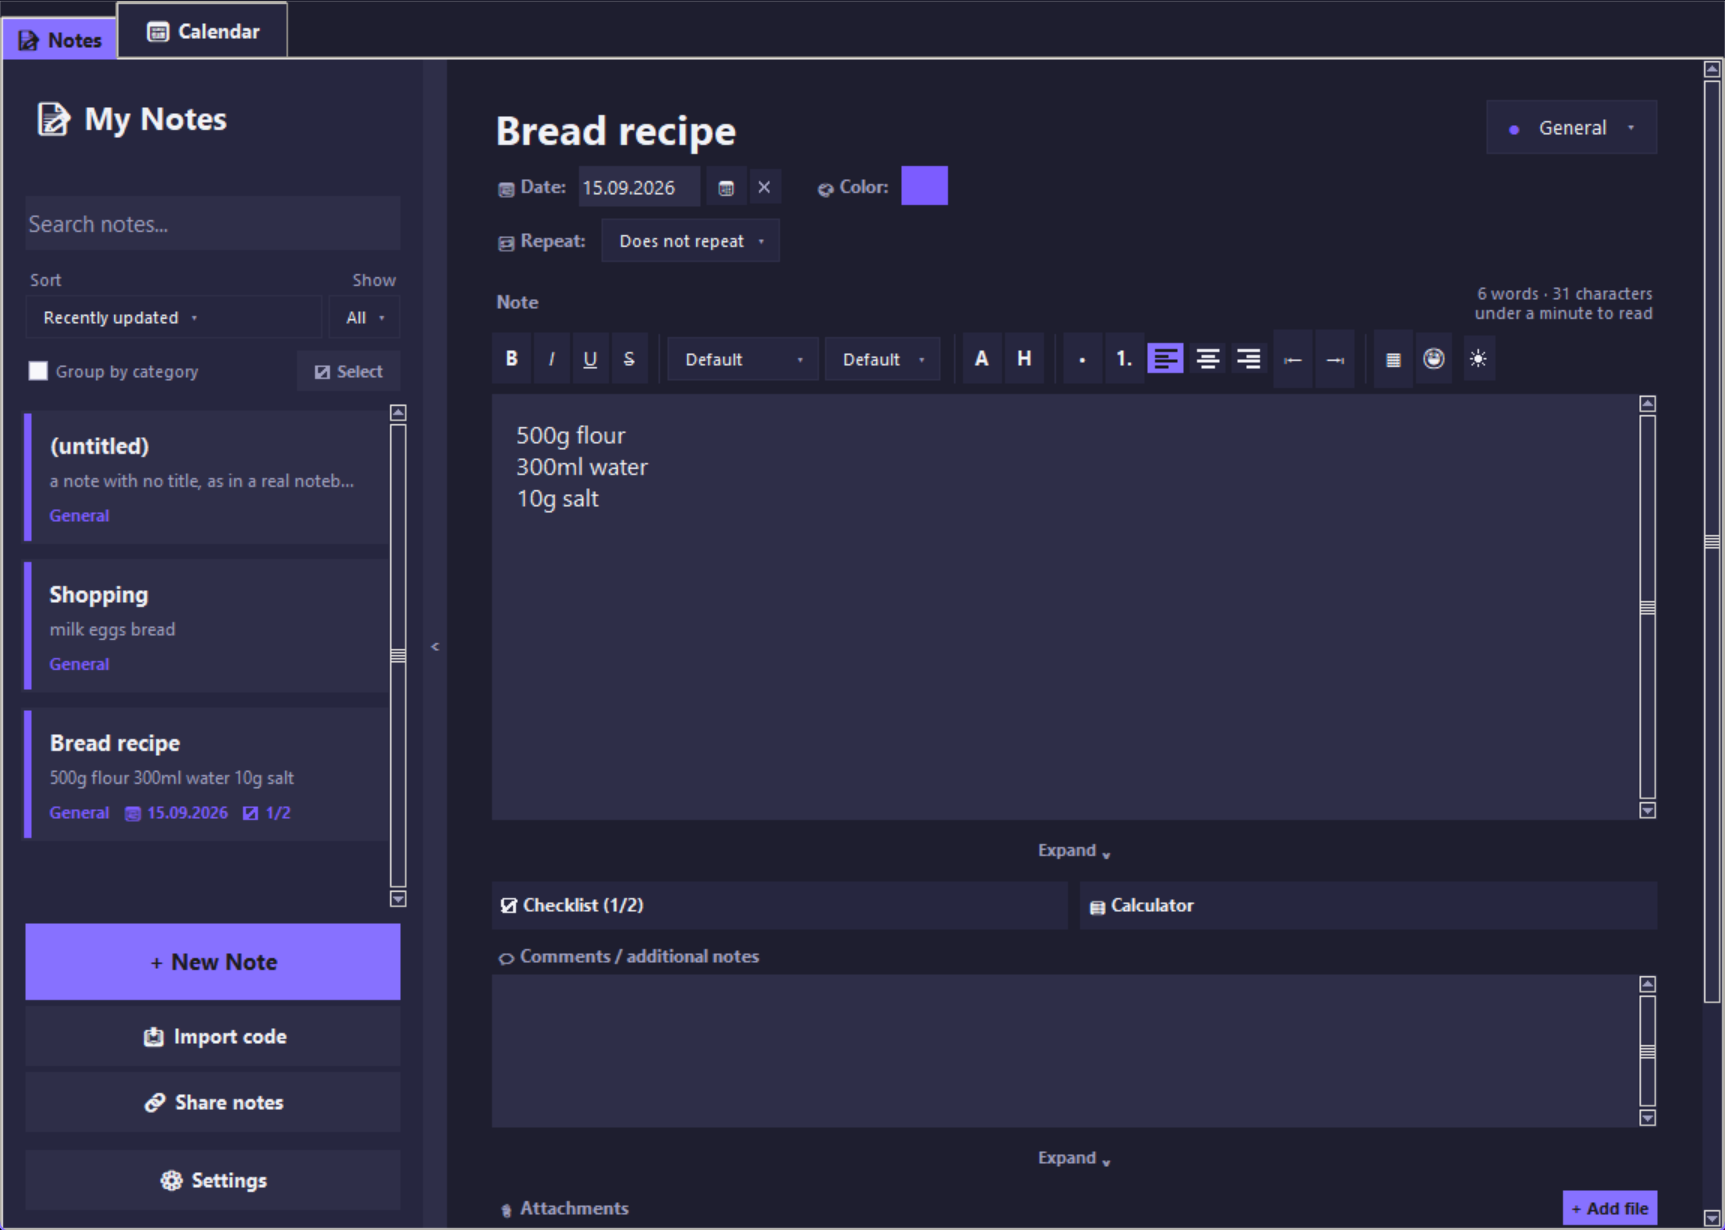 Notes
Calendar
My Notes
Search notes...
Sort
Show
Recently updated
All
Group by category
Select
(untitled)
a note with no title, as in a real noteb...
General
Shopping
milk eggs bread
General
Bread recipe
500g flour 300ml water 10g salt
General 15.09.2026 1/2
+ New Note
Import code
Share notes
Settings
<
Bread recipe
General
Date: 15.09.2026
Color:
Repeat: Does not repeat
Note
6 words · 31 characters
under a minute to read
B I U S Default Default A H • 1.
500g flour
300ml water
10g salt
Expand
Checklist (1/2)
Calculator
Comments / additional notes
Expand
Attachments
+ Add file